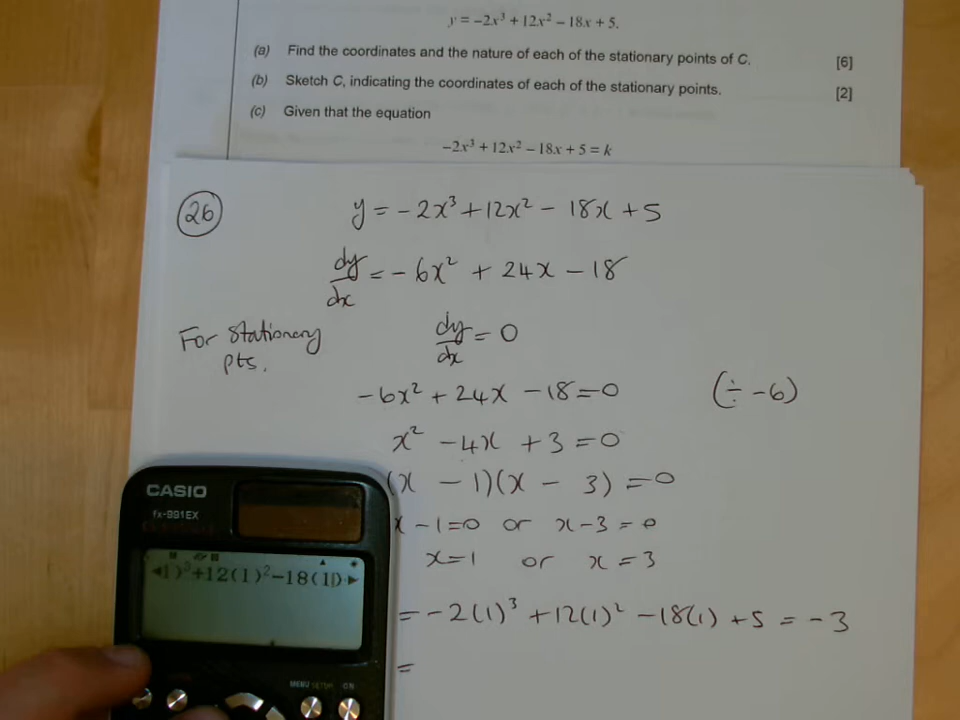 y = −2x³ + 12x² − 18x + 5.
(a) Find the coordinates and the nature of each of the stationary points of C. [6]
(b) Sketch C, indicating the coordinates of each of the stationary points. [2]
(c) Given that the equation
−2x³ + 12x² − 18x + 5 = k
26 y = −2x³ + 12x² − 18x + 5
dy/dx = −6x² + 24x − 18
For stationary pts. dy/dx = 0
−6x² + 24x − 18 = 0 (÷ −6)
x² − 4x + 3 = 0
(x − 1)(x − 3) = 0
x − 1 = 0 or x − 3 = 0
x = 1 or x = 3
= −2(1)³ + 12(1)² − 18(1) + 5 = −3
=
CASIO
fx-991EX
1)³+12(1)²−18(1)
MENU SETUP ON